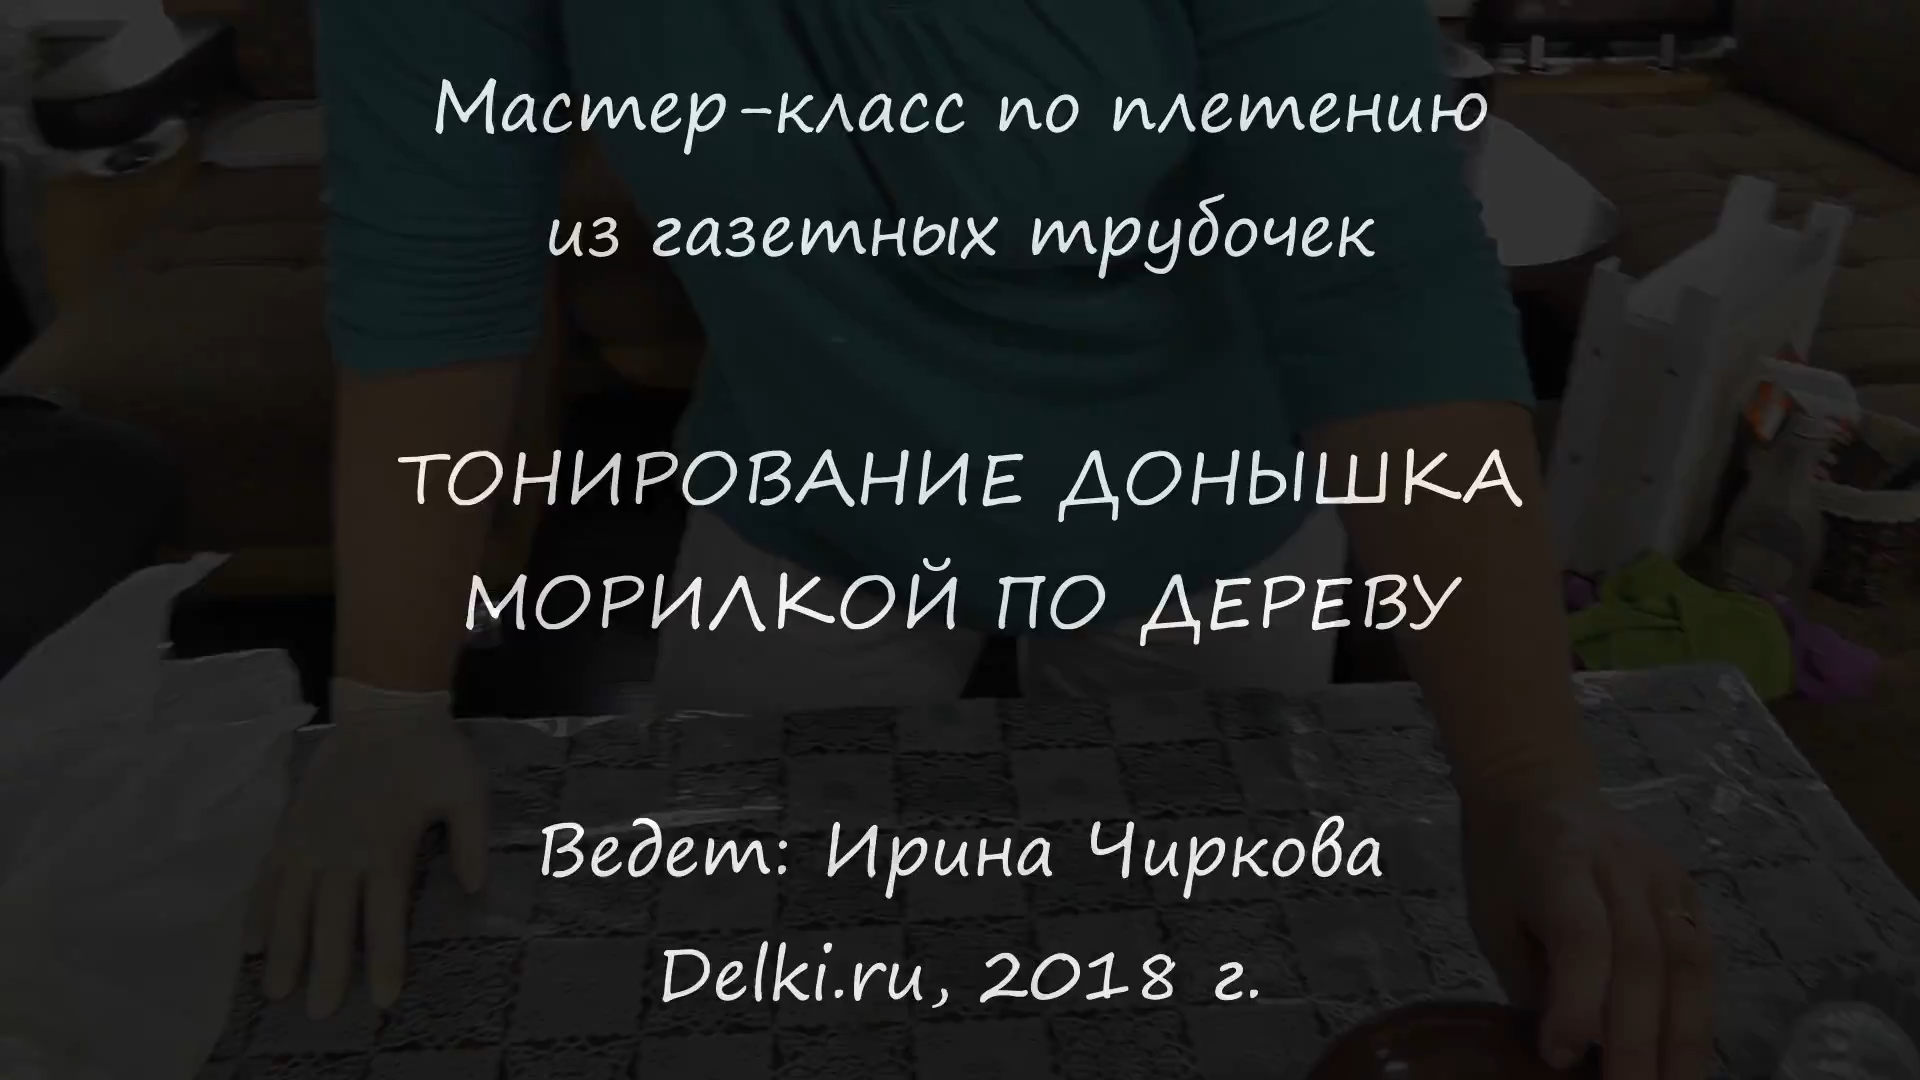 Мастер-класс по плетению
из газетных трубочек
ТОНИРОВАНИЕ ДОНЫШКА
МОРИЛКОЙ ПО ДЕРЕВУ
Ведет: Ирина Чиркова
Delki.ru, 2018 г.